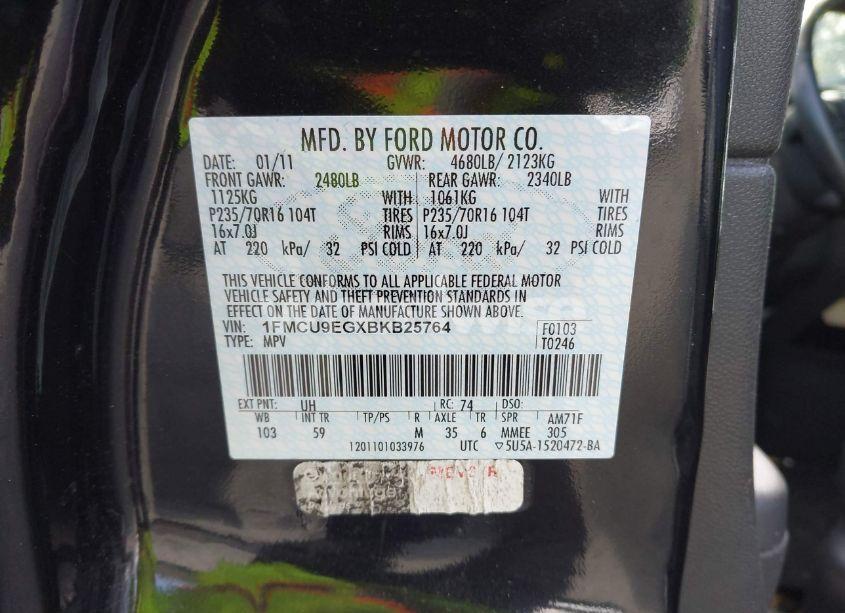 MFD. BY FORD MOTOR CO.
DATE: 01/11 GVWR: 4680LB/ 2123KG
FRONT GAWR: 2480LB REAR GAWR: 2340LB
1125KG WITH 1061KG WITH
P235/70R16 104T TIRES P235/70R16 104T TIRES
16x7.0J RIMS 16x7.0J RIMS
AT 220 kPa/ 32 PSI COLD AT 220 kPa/ 32 PSI COLD
THIS VEHICLE CONFORMS TO ALL APPLICABLE FEDERAL MOTOR
VEHICLE SAFETY AND THEFT PREVENTION STANDARDS IN
EFFECT ON THE DATE OF MANUFACTURE SHOWN ABOVE.
VIN: 1FMCU9EGXBKB25764 F0103
TYPE: MPV T0246
EXT PNT: UH RC: 74 DSO:
WB INT TR TP/PS R AXLE TR SPR AM71F
103 59 M 35 6 MMEE 305
1201101033976 UTC ▽5U5A-1520472-BA